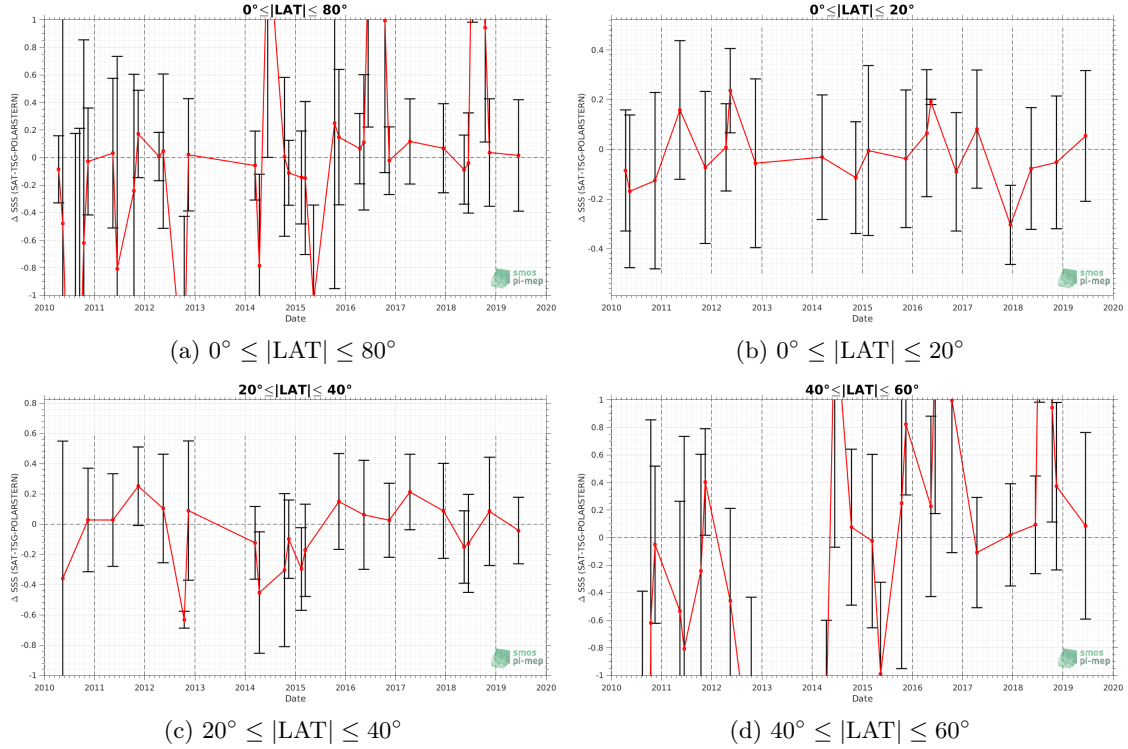 0°≤|LAT|≤ 80°
Δ SSS (SAT-TSG-POLARSTERN)
1
0.8
0.6
0.4
0.2
0
-0.2
-0.4
-0.6
-0.8
-1
2010 2011 2012 2013 2014 2015 2016 2017 2018 2019 2020
Date
smos
pi-mep
(a) 0° ≤ |LAT| ≤ 80°
0°≤|LAT|≤ 20°
Δ SSS (SAT-TSG-POLARSTERN)
0.4
0.2
0
-0.2
-0.4
2010 2011 2012 2013 2014 2015 2016 2017 2018 2019 2020
Date
smos
pi-mep
(b) 0° ≤ |LAT| ≤ 20°
20°≤|LAT|≤ 40°
Δ SSS (SAT-TSG-POLARSTERN)
0.8
0.6
0.4
0.2
0
-0.2
-0.4
-0.6
-0.8
-1
2010 2011 2012 2013 2014 2015 2016 2017 2018 2019 2020
Date
smos
pi-mep
(c) 20° ≤ |LAT| ≤ 40°
40°≤|LAT|≤ 60°
Δ SSS (SAT-TSG-POLARSTERN)
1
0.8
0.6
0.4
0.2
0
-0.2
-0.4
-0.6
-0.8
-1
2010 2011 2012 2013 2014 2015 2016 2017 2018 2019 2020
Date
smos
pi-mep
(d) 40° ≤ |LAT| ≤ 60°